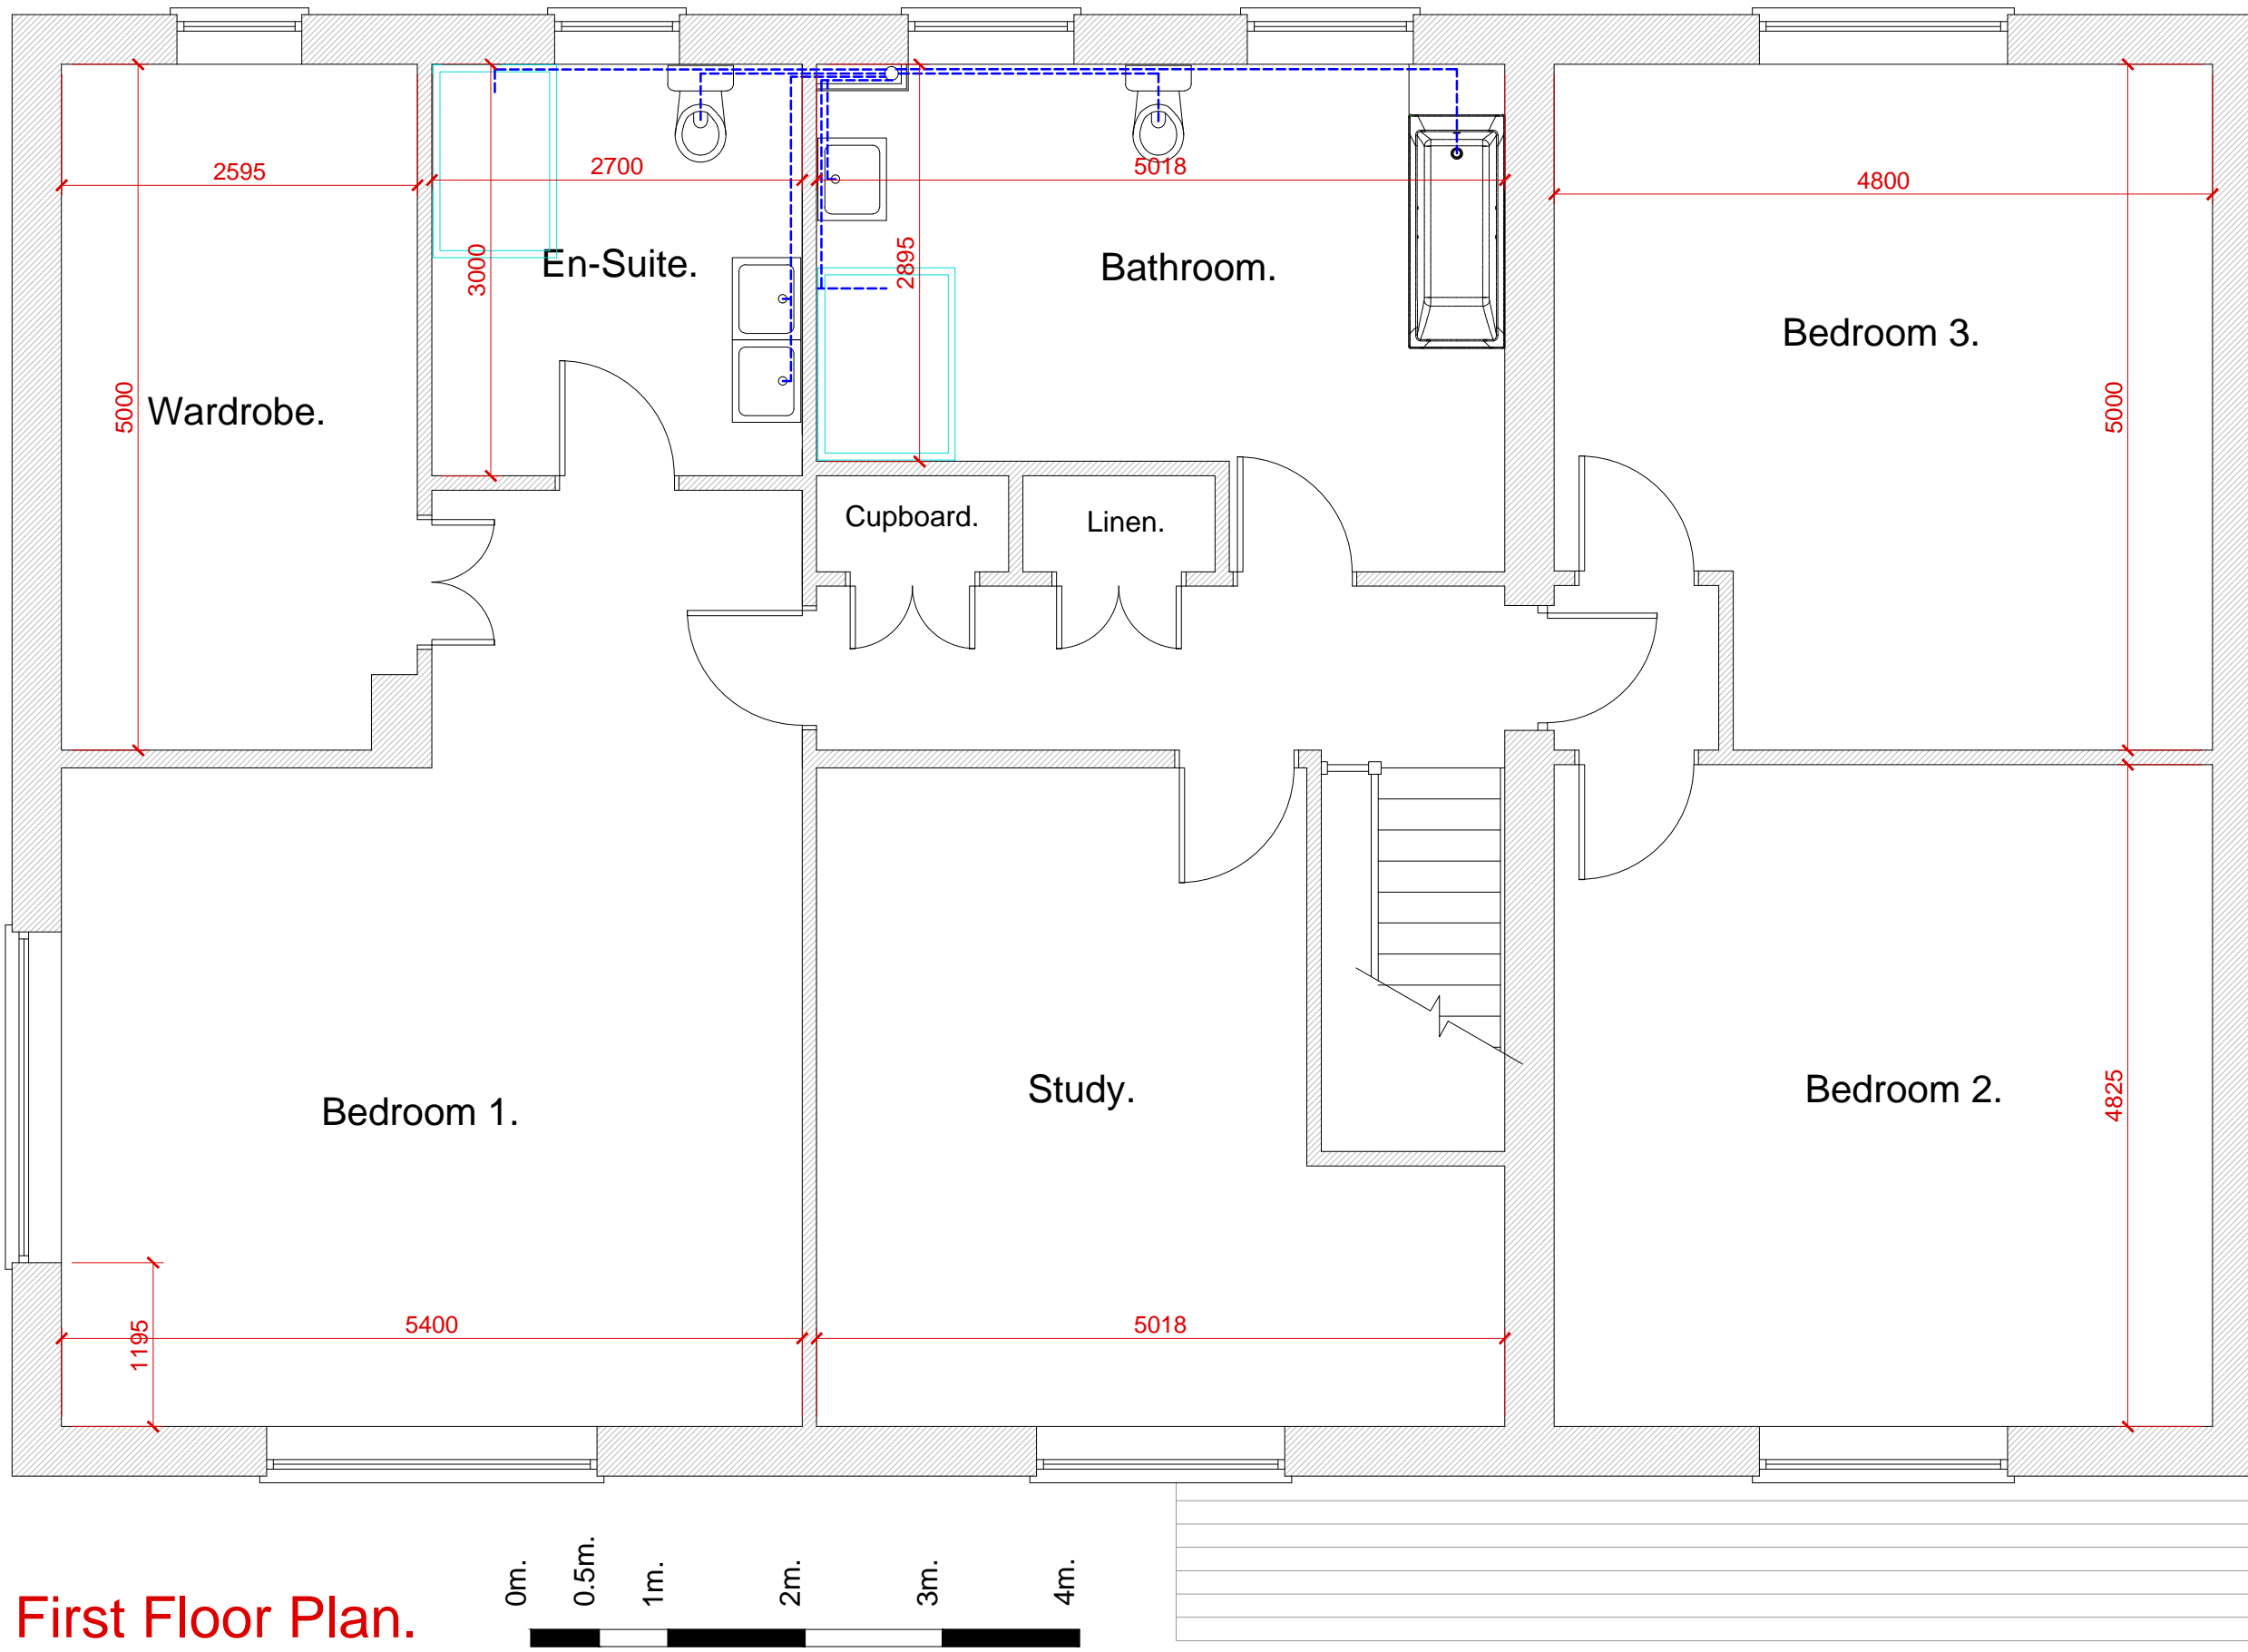 2595
2700
5018
4800
3000
2895
En-Suite.
Bathroom.
Bedroom 3.
5000
Wardrobe.
5000
Cupboard.
Linen.
Bedroom 1.
Study.
Bedroom 2.
4825
1195
5400
5018
First Floor Plan.
0m.
0.5m.
1m.
2m.
3m.
4m.